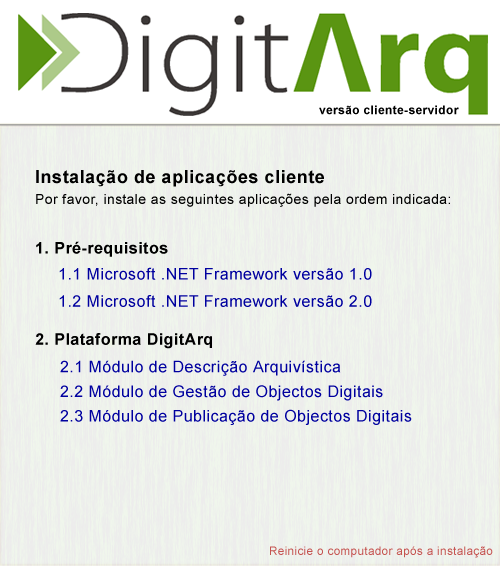 DigitArq
versão cliente-servidor
Instalação de aplicações cliente
Por favor, instale as seguintes aplicações pela ordem indicada:
1. Pré-requisitos
1.1 Microsoft .NET Framework versão 1.0
1.2 Microsoft .NET Framework versão 2.0
2. Plataforma DigitArq
2.1 Módulo de Descrição Arquivística
2.2 Módulo de Gestão de Objectos Digitais
2.3 Módulo de Publicação de Objectos Digitais
Reinicie o computador após a instalação